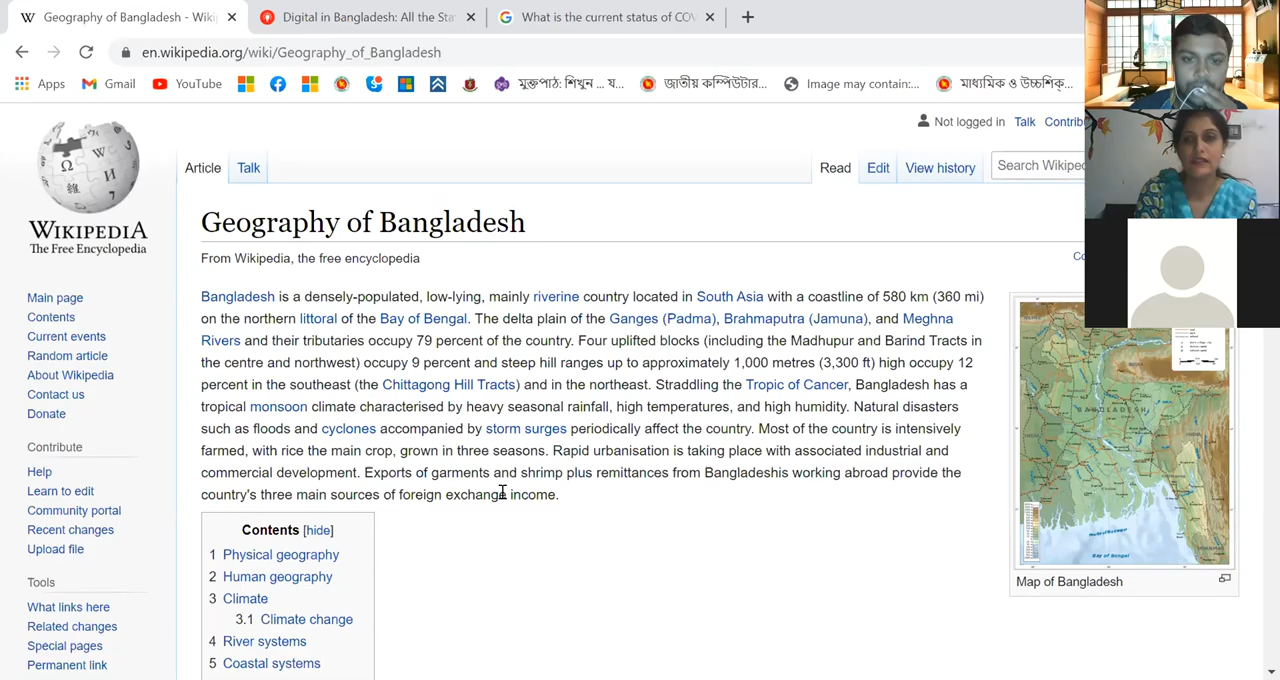 Geography of Bangladesh - Wiki
Digital in Bangladesh: All the Sta
What is the current status of COV
en.wikipedia.org/wiki/Geography_of_Bangladesh
Apps Gmail YouTube মুক্তপাঠ: শিখুন ... য... জাতীয় কম্পিউটার... Image may contain:... মাধ্যমিক ও উচ্চশিক্...
Not logged in Talk Contrib
Article Talk Read Edit View history Search Wikipe
WIKIPEDIA
The Free Encyclopedia
Main page
Contents
Current events
Random article
About Wikipedia
Contact us
Donate
Contribute
Help
Learn to edit
Community portal
Recent changes
Upload file
Tools
What links here
Related changes
Special pages
Permanent link
Geography of Bangladesh
From Wikipedia, the free encyclopedia
Co
Bangladesh is a densely-populated, low-lying, mainly riverine country located in South Asia with a coastline of 580 km (360 mi)
on the northern littoral of the Bay of Bengal. The delta plain of the Ganges (Padma), Brahmaputra (Jamuna), and Meghna
Rivers and their tributaries occupy 79 percent of the country. Four uplifted blocks (including the Madhupur and Barind Tracts in
the centre and northwest) occupy 9 percent and steep hill ranges up to approximately 1,000 metres (3,300 ft) high occupy 12
percent in the southeast (the Chittagong Hill Tracts) and in the northeast. Straddling the Tropic of Cancer, Bangladesh has a
tropical monsoon climate characterised by heavy seasonal rainfall, high temperatures, and high humidity. Natural disasters
such as floods and cyclones accompanied by storm surges periodically affect the country. Most of the country is intensively
farmed, with rice the main crop, grown in three seasons. Rapid urbanisation is taking place with associated industrial and
commercial development. Exports of garments and shrimp plus remittances from Bangladeshis working abroad provide the
country's three main sources of foreign exchange income.
Contents [hide]
1 Physical geography
2 Human geography
3 Climate
3.1 Climate change
4 River systems
5 Coastal systems
BANGLADESH
Bay of Bengal
Map of Bangladesh